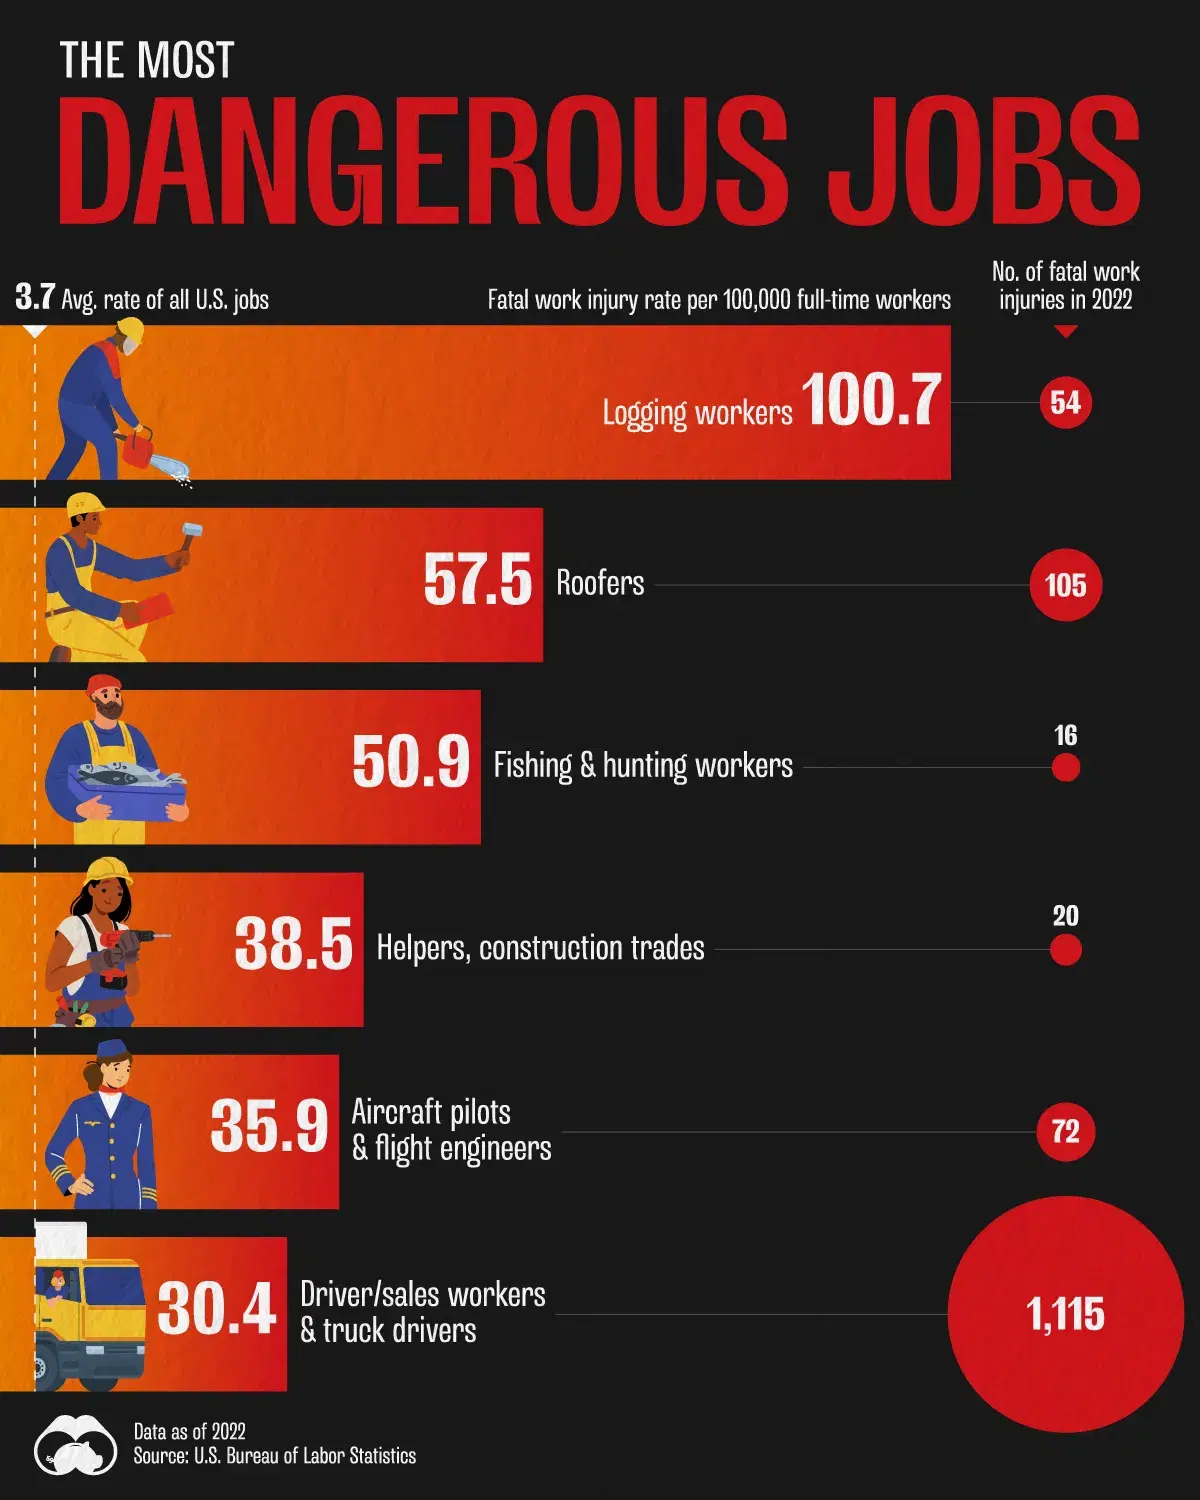 THE MOST
DANGEROUS JOBS
3.7 Avg. rate of all U.S. jobs
Fatal work injury rate per 100,000 full-time workers
No. of fatal work
injuries in 2022
Logging workers 100.7
54
57.5 Roofers
105
50.9 Fishing & hunting workers
16
38.5 Helpers, construction trades
20
35.9 Aircraft pilots
& flight engineers
72
30.4 Driver/sales workers
& truck drivers
1,115
Data as of 2022
Source: U.S. Bureau of Labor Statistics